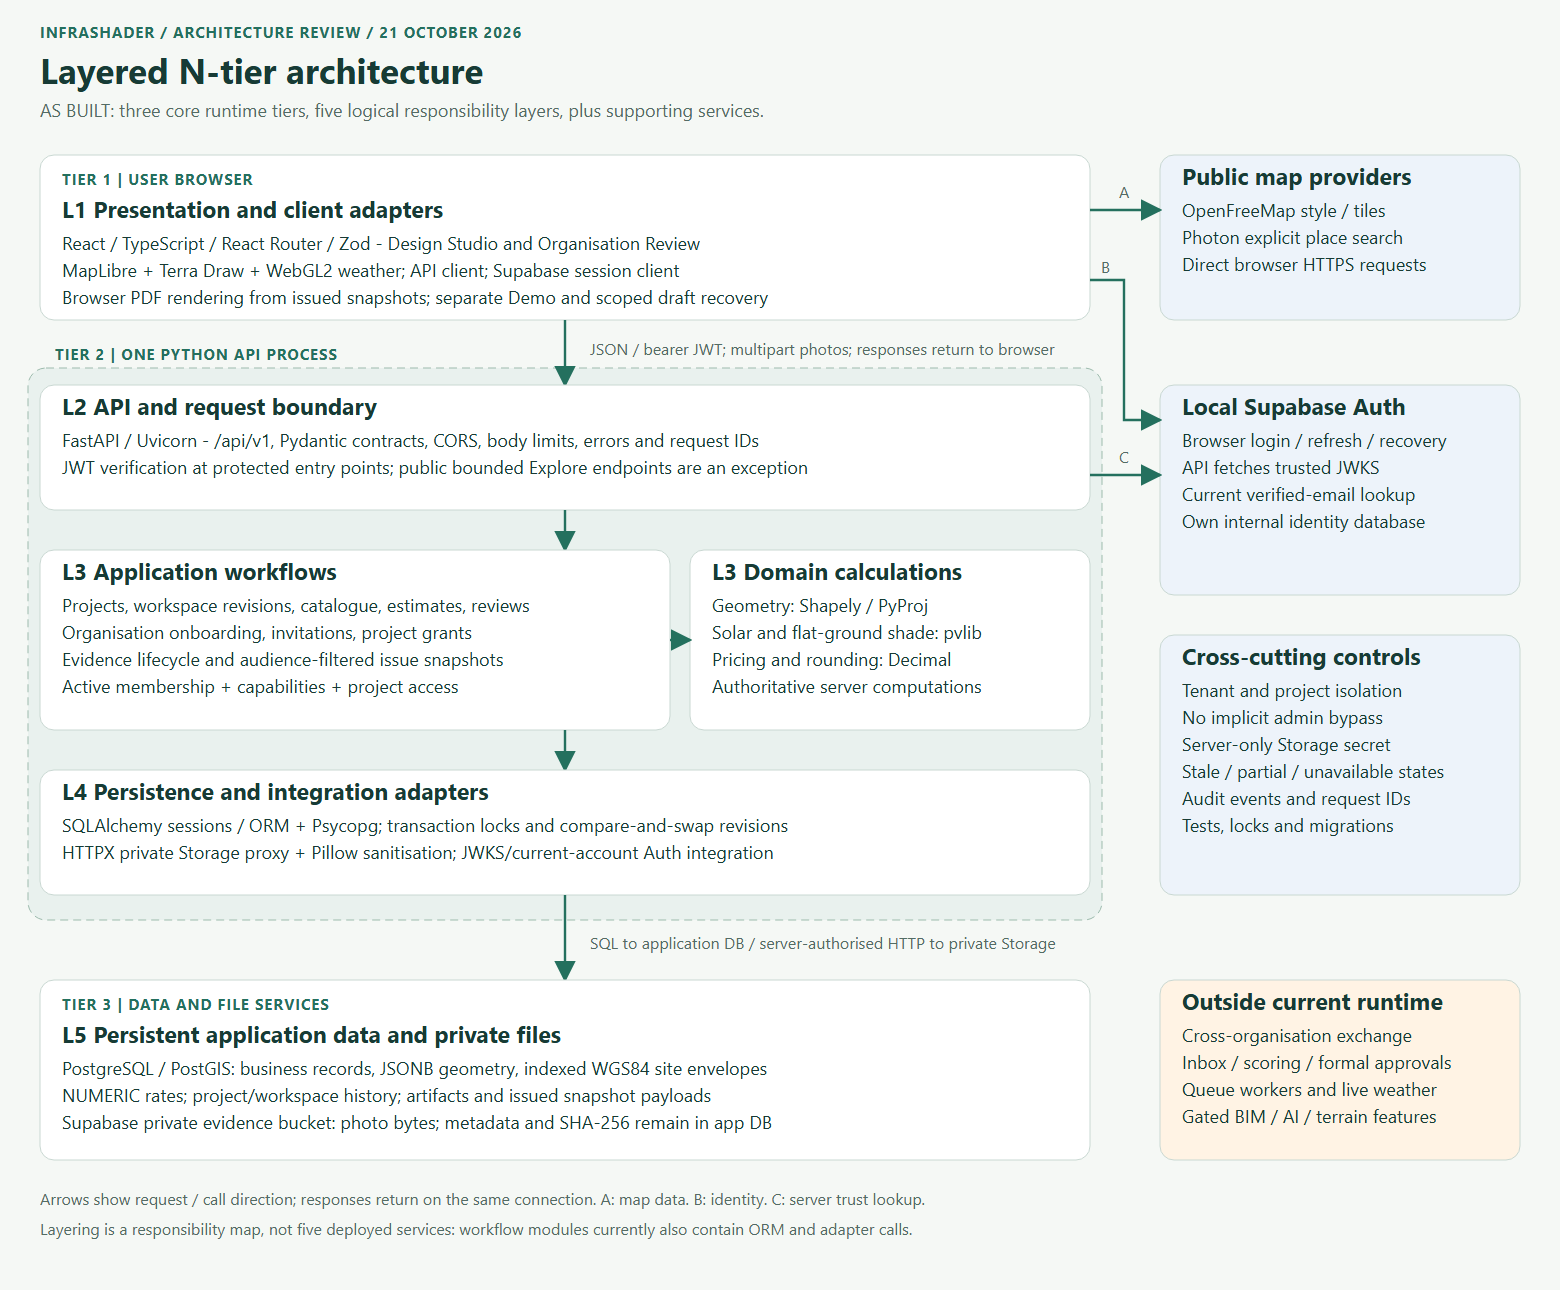 INFRASHADER / ARCHITECTURE REVIEW / 21 OCTOBER 2026
Layered N-tier architecture
AS BUILT: three core runtime tiers, five logical responsibility layers, plus supporting services.
TIER 1 | USER BROWSER
L1 Presentation and client adapters
React / TypeScript / React Router / Zod - Design Studio and Organisation Review
MapLibre + Terra Draw + WebGL2 weather; API client; Supabase session client
Browser PDF rendering from issued snapshots; separate Demo and scoped draft recovery
A
Public map providers
OpenFreeMap style / tiles
Photon explicit place search
Direct browser HTTPS requests
B
JSON / bearer JWT; multipart photos; responses return to browser
TIER 2 | ONE PYTHON API PROCESS
L2 API and request boundary
FastAPI / Uvicorn - /api/v1, Pydantic contracts, CORS, body limits, errors and request IDs
JWT verification at protected entry points; public bounded Explore endpoints are an exception
C
Local Supabase Auth
Browser login / refresh / recovery
API fetches trusted JWKS
Current verified-email lookup
Own internal identity database
L3 Application workflows
Projects, workspace revisions, catalogue, estimates, reviews
Organisation onboarding, invitations, project grants
Evidence lifecycle and audience-filtered issue snapshots
Active membership + capabilities + project access
L3 Domain calculations
Geometry: Shapely / PyProj
Solar and flat-ground shade: pvlib
Pricing and rounding: Decimal
Authoritative server computations
Cross-cutting controls
Tenant and project isolation
No implicit admin bypass
Server-only Storage secret
Stale / partial / unavailable states
Audit events and request IDs
Tests, locks and migrations
L4 Persistence and integration adapters
SQLAlchemy sessions / ORM + Psycopg; transaction locks and compare-and-swap revisions
HTTPX private Storage proxy + Pillow sanitisation; JWKS/current-account Auth integration
SQL to application DB / server-authorised HTTP to private Storage
TIER 3 | DATA AND FILE SERVICES
L5 Persistent application data and private files
PostgreSQL / PostGIS: business records, JSONB geometry, indexed WGS84 site envelopes
NUMERIC rates; project/workspace history; artifacts and issued snapshot payloads
Supabase private evidence bucket: photo bytes; metadata and SHA-256 remain in app DB
Outside current runtime
Cross-organisation exchange
Inbox / scoring / formal approvals
Queue workers and live weather
Gated BIM / AI / terrain features
Arrows show request / call direction; responses return on the same connection. A: map data. B: identity. C: server trust lookup.
Layering is a responsibility map, not five deployed services: workflow modules currently also contain ORM and adapter calls.